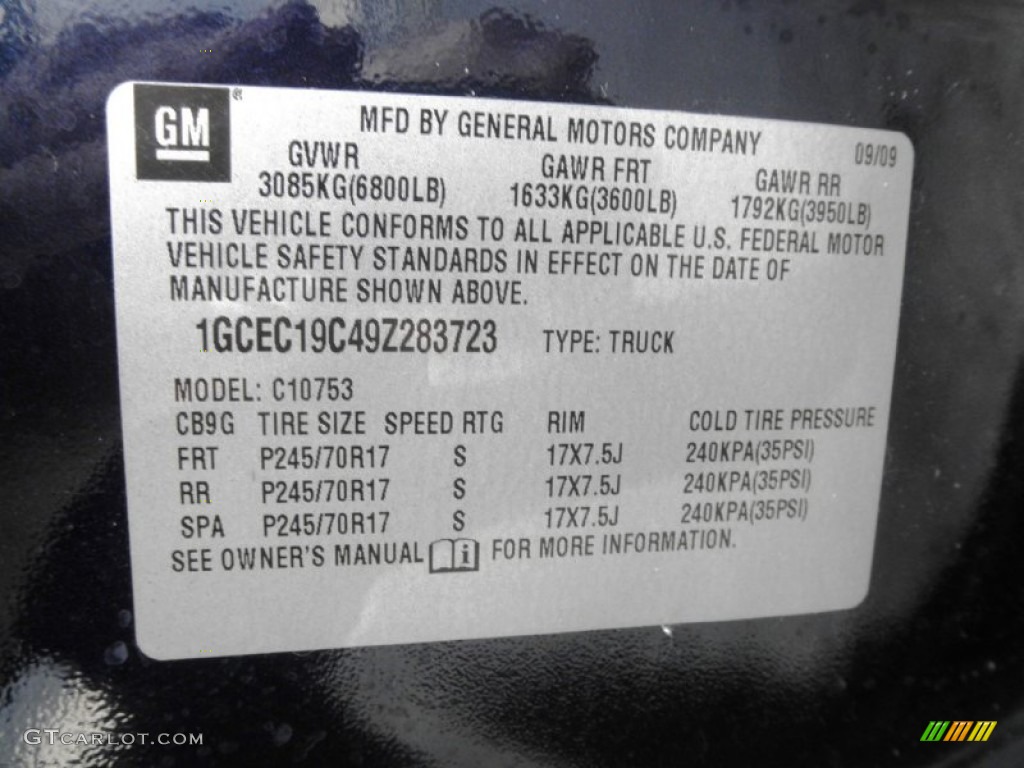 GM ®
MFD BY GENERAL MOTORS COMPANY
09/09
GVWR GAWR FRT GAWR RR
3085KG(6800LB) 1633KG(3600LB) 1792KG(3950LB)
THIS VEHICLE CONFORMS TO ALL APPLICABLE U.S. FEDERAL MOTOR
VEHICLE SAFETY STANDARDS IN EFFECT ON THE DATE OF
MANUFACTURE SHOWN ABOVE.
1GCEC19C49Z283723 TYPE: TRUCK
MODEL: C10753
CB9G TIRE SIZE SPEED RTG RIM COLD TIRE PRESSURE
FRT P245/70R17 S 17X7.5J 240KPA(35PSI)
RR P245/70R17 S 17X7.5J 240KPA(35PSI)
SPA P245/70R17 S 17X7.5J 240KPA(35PSI)
SEE OWNER'S MANUAL i FOR MORE INFORMATION.
GTCARLOT.COM